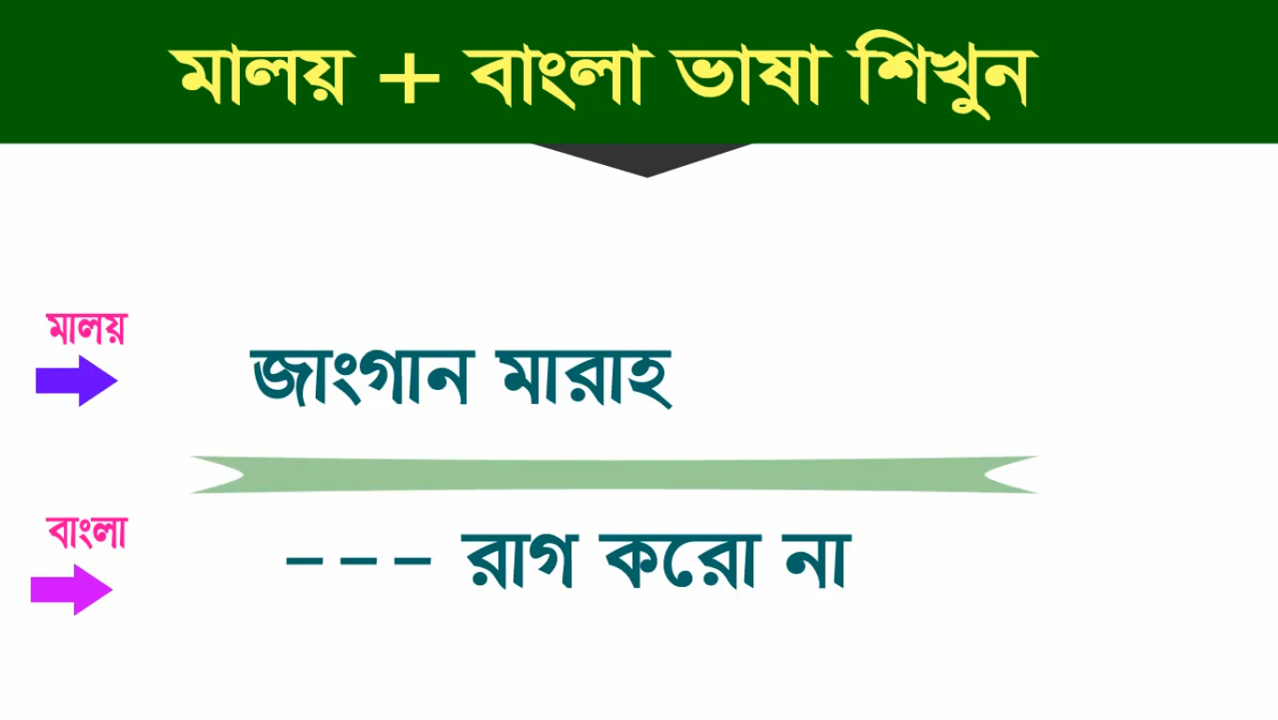 মালয় + বাংলা ভাষা শিখুন
মালয়
জাংগান মারাহ
বাংলা
--- রাগ করো না